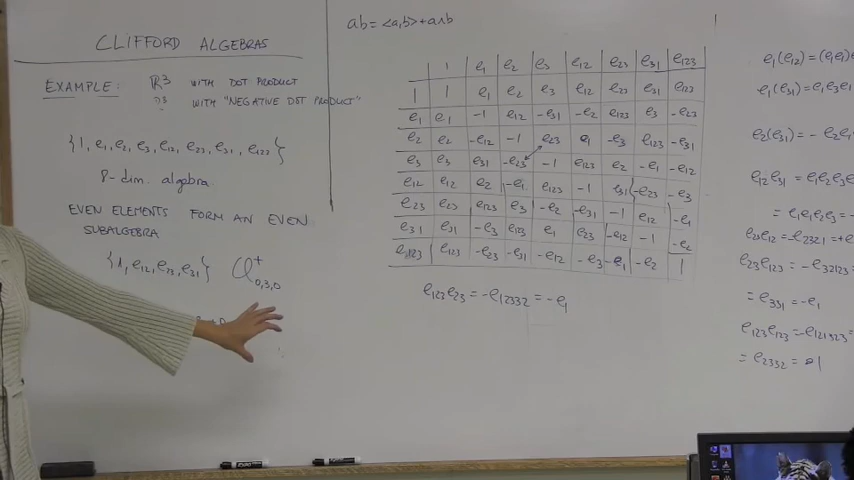 CLIFFORD ALGEBRAS
EXAMPLE: ℝ³ WITH DOT PRODUCT
WITH "NEGATIVE DOT PRODUCT"
{1, e₁, e₂, e₃, e₁₂, e₂₃, e₃₁, e₁₂₃}
8-dim. algebra
EVEN ELEMENTS FORM AN EVEN
SUBALGEBRA
{1, e₁₂, e₂₃, e₃₁} Cl⁺₀,₃,₀
ab = <a,b> + a∧b
1 e₁ e₂ e₃ e₁₂ e₂₃ e₃₁ e₁₂₃
1 1 e₁ e₂ e₃ e₁₂ e₂₃ e₃₁ e₁₂₃
e₁ e₁ -1 e₁₂ -e₃₁ -e₂ e₁₂₃ e₃ -e₂₃
e₂ e₂ -e₁₂ -1 e₂₃ e₁ -e₃ e₁₂₃ -e₃₁
e₃ e₃ e₃₁ -e₂₃ -1 e₁₂₃ e₂ -e₁ -e₁₂
e₁₂ e₁₂ e₂ -e₁ e₁₂₃ -1 e₃₁ -e₂₃ -e₃
e₂₃ e₂₃ e₁₂₃ e₃ -e₂ -e₃₁ -1 e₁₂ -e₁
e₃₁ e₃₁ -e₃ e₁₂₃ e₁ e₂₃ -e₁₂ -1 -e₂
e₁₂₃ e₁₂₃ -e₂₃ -e₃₁ -e₁₂ -e₃ -e₁ -e₂ 1
e₁₂₂e₂₃ = -e₁₂₃₃₂ = -e₁
e₁(e₁₂) = (e₁e₁)e
e₁(e₃₁) = -e₁e₃e₁
e₂(e₃₁) = -e₂e₁
e₁₂e₃₁ = e₁e₂e₃
= e₁e₁e₂e₃ = -
e₂₃e₁₂ = -e₂₃₂₁ = +e
e₂₃e₁₂₃ = -e₃₂₁₂₃
= e₃₃₁ = -e₁
e₁₂₃e₁₂₃ = -e₁₂₁₃₂₃
= e₂₃₃₂ = 1
EXPO
EXPO